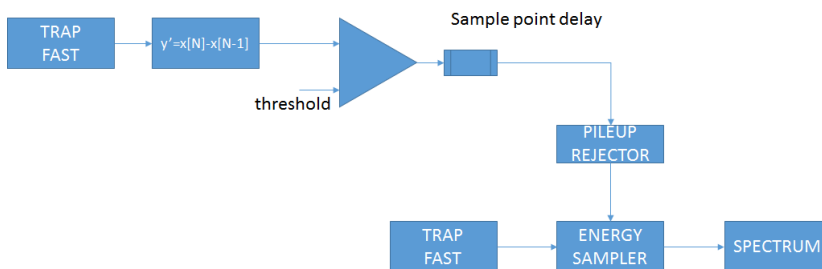 Sample point delay
TRAP
FAST
y'=x[N]-x[N-1]
threshold
PILEUP
REJECTOR
TRAP
FAST
ENERGY
SAMPLER
SPECTRUM